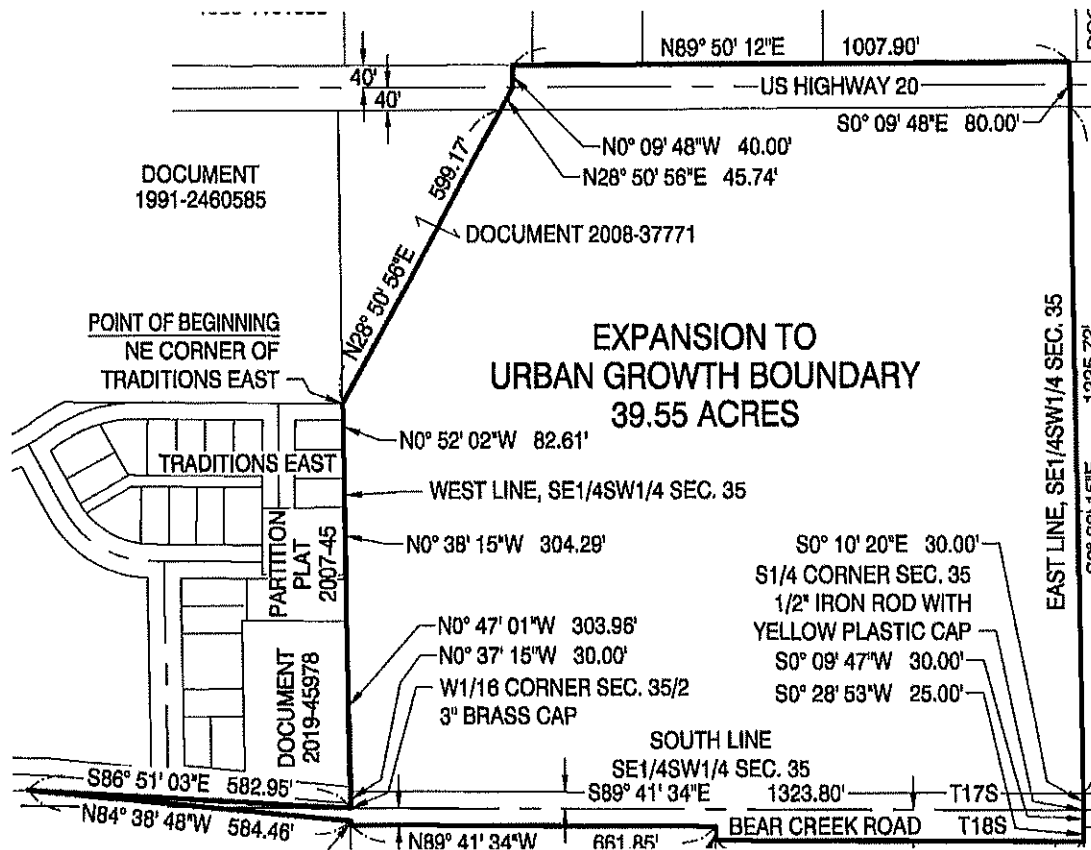 N89° 50' 12"E 1007.90'
40'
40'
US HIGHWAY 20
S0° 09' 48"E 80.00'
N0° 09' 48"W 40.00'
N28° 50' 56"E 45.74'
DOCUMENT
1991-2460585
599.17'
N28° 50' 56"E
DOCUMENT 2008-37771
POINT OF BEGINNING
NE CORNER OF
TRADITIONS EAST
EXPANSION TO
URBAN GROWTH BOUNDARY
39.55 ACRES
EAST LINE, SE1/4SW1/4 SEC. 35
N0° 52' 02"W 82.61'
TRADITIONS EAST
WEST LINE, SE1/4SW1/4 SEC. 35
PARTITION
PLAT
2007-45
N0° 38' 15"W 304.29'
S0° 10' 20"E 30.00'
S1/4 CORNER SEC. 35
1/2" IRON ROD WITH
YELLOW PLASTIC CAP
S0° 09' 47"W 30.00'
S0° 28' 53"W 25.00'
N0° 47' 01"W 303.96'
N0° 37' 15"W 30.00'
W1/16 CORNER SEC. 35/2
3" BRASS CAP
DOCUMENT
2019-45978
SOUTH LINE
SE1/4SW1/4 SEC. 35
S86° 51' 03"E 582.95'
S89° 41' 34"E 1323.80' T17S
N84° 38' 48"W 584.46'
N89° 41' 34"W 661.85'
BEAR CREEK ROAD T18S